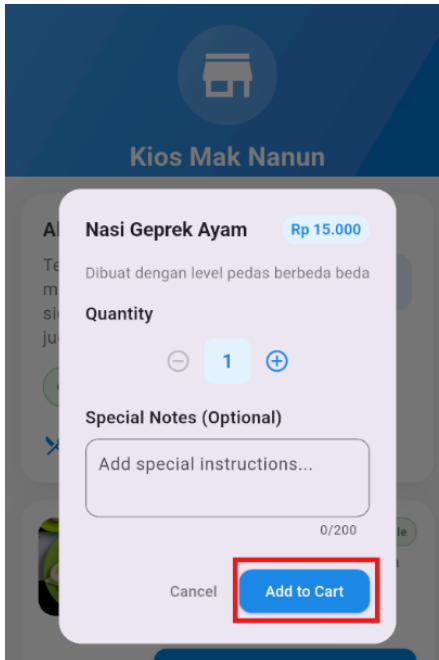 Kios Mak Nanun
Nasi Geprek Ayam
Rp 15.000
Dibuat dengan level pedas berbeda beda
Quantity
1
Special Notes (Optional)
Add special instructions...
0/200
Cancel
Add to Cart